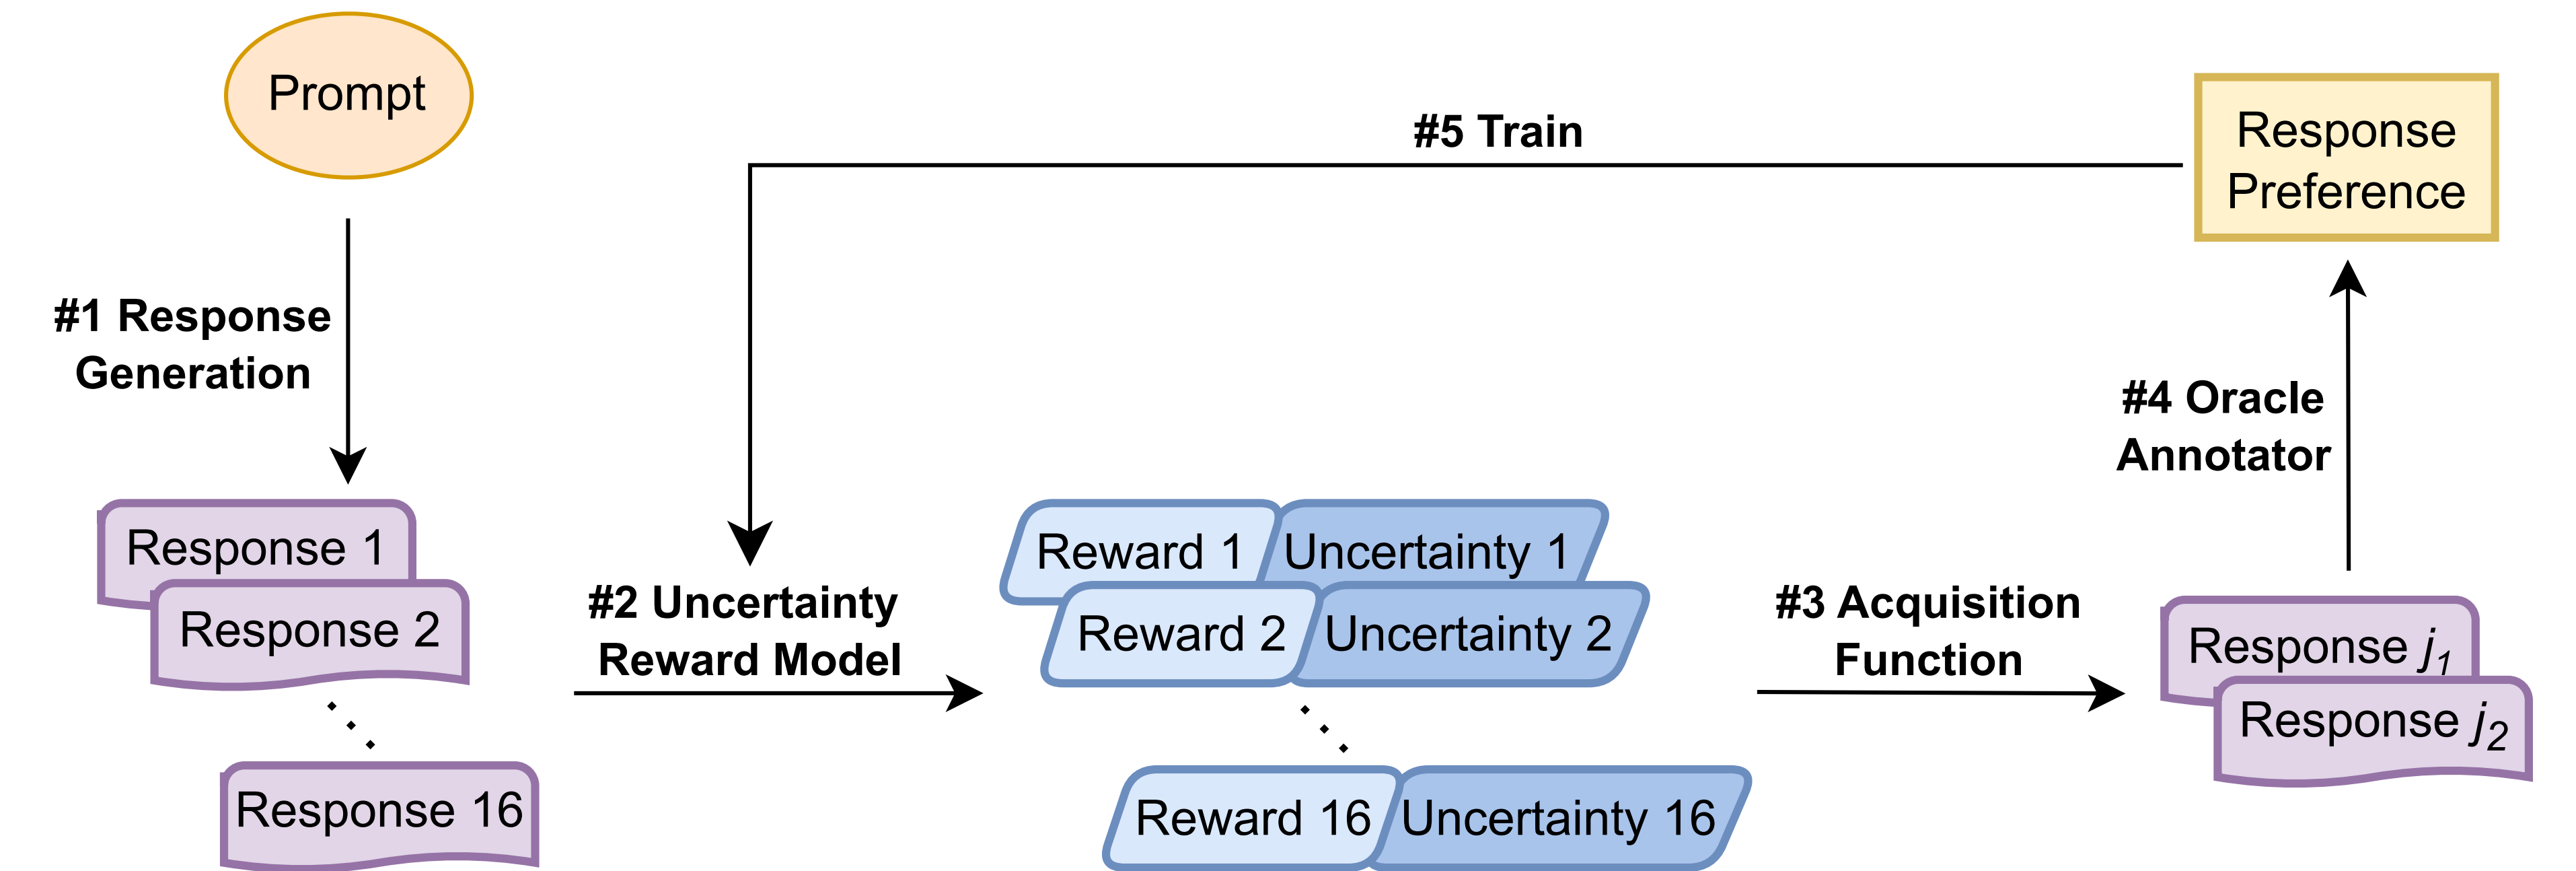 Prompt
#1 Response
Generation
Response 1
Response 2
Response 16
#2 Uncertainty
Reward Model
Reward 1 Uncertainty 1
Reward 2 Uncertainty 2
Reward 16 Uncertainty 16
#3 Acquisition
Function
Response j1
Response j2
#4 Oracle
Annotator
Response
Preference
#5 Train